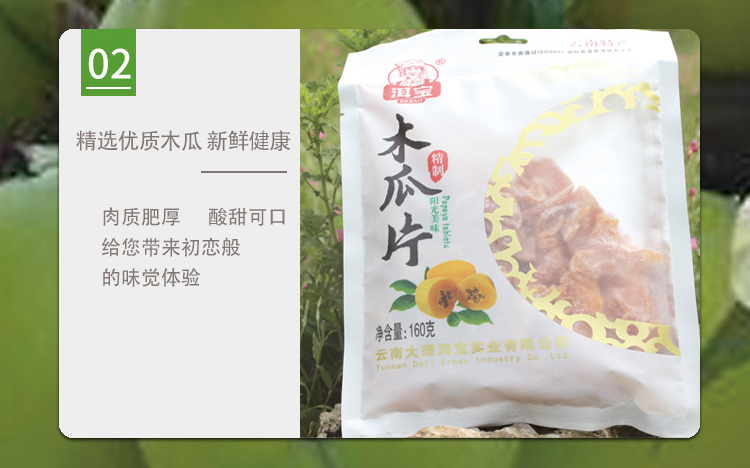 02
精选优质木瓜 新鲜健康
肉质肥厚 酸甜可口
给您带来初恋般
的味觉体验
云南特产
洱宝
ERBAO
®
木瓜片
精制
阳光美味
Papaya tablets
净含量:160克
云南大理洱宝实业有限公司
Yunnan Dali Erbao Industry Co.,Ltd